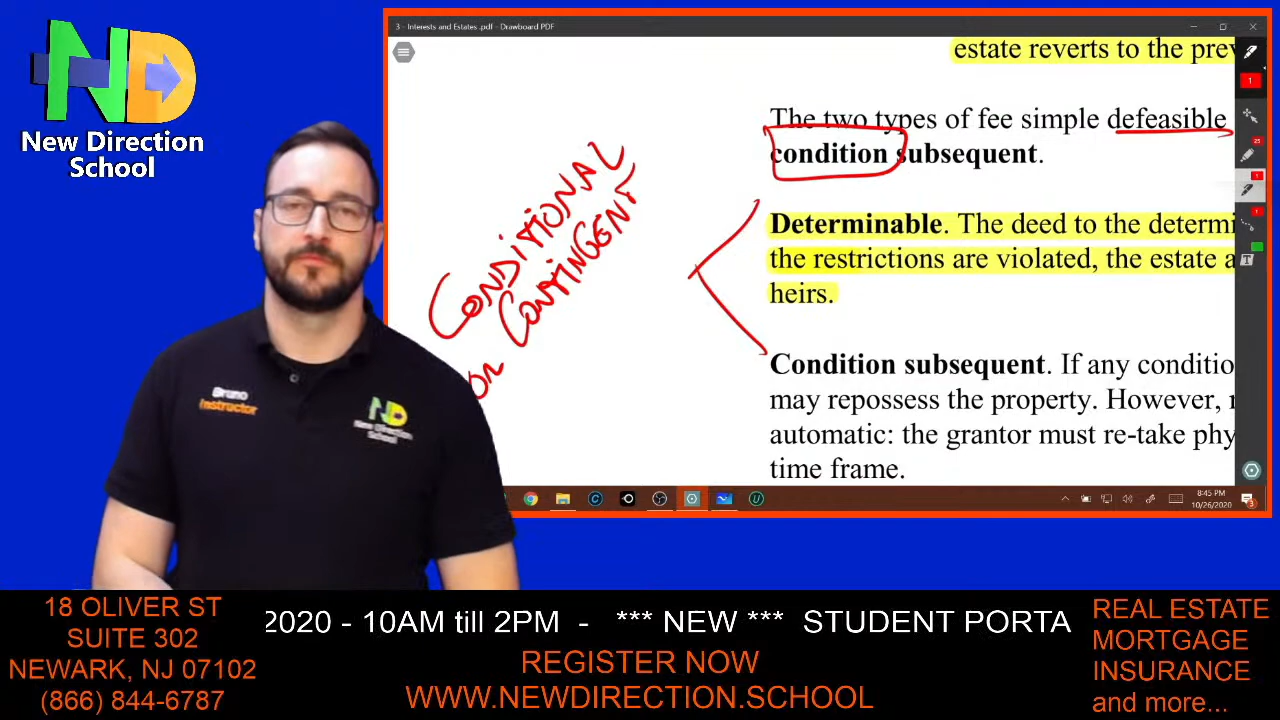 3 - Interests and Estates .pdf - Drawboard PDF
estate reverts to the prev
ND
New Direction
School
The two types of fee simple defeasible
condition subsequent.
CONDITIONAL
or CONTINGENT
Determinable. The deed to the determi
the restrictions are violated, the estate a
heirs.
Condition subsequent. If any conditio
may repossess the property. However, r
automatic: the grantor must re-take phy
time frame.
Bruno
Instructor
New Direction
School
8:45 PM
10/26/2020
18 OLIVER ST
SUITE 302
NEWARK, NJ 07102
(866) 844-6787
2020 - 10AM till 2PM - *** NEW *** STUDENT PORTA
REGISTER NOW
WWW.NEWDIRECTION.SCHOOL
REAL ESTATE
MORTGAGE
INSURANCE
and more...